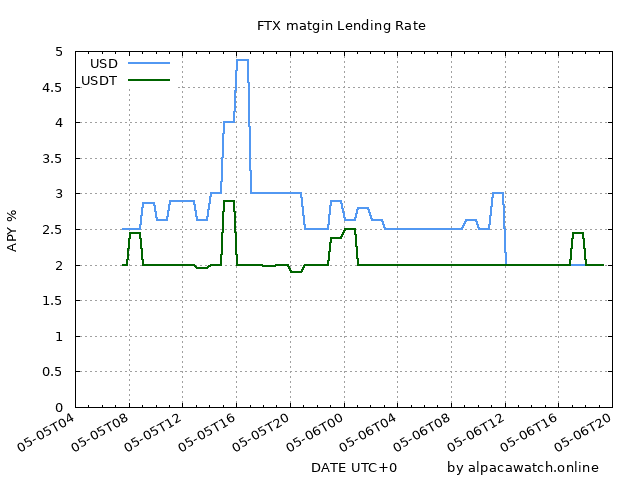 FTX matgin Lending Rate
USD
USDT
5
4.5
4
3.5
3
2.5
2
1.5
1
0.5
0
APY %
05-05T04
05-05T08
05-05T12
05-05T16
05-05T20
05-06T00
05-06T04
05-06T08
05-06T12
05-06T16
05-06T20
DATE UTC+0
by alpacawatch.online